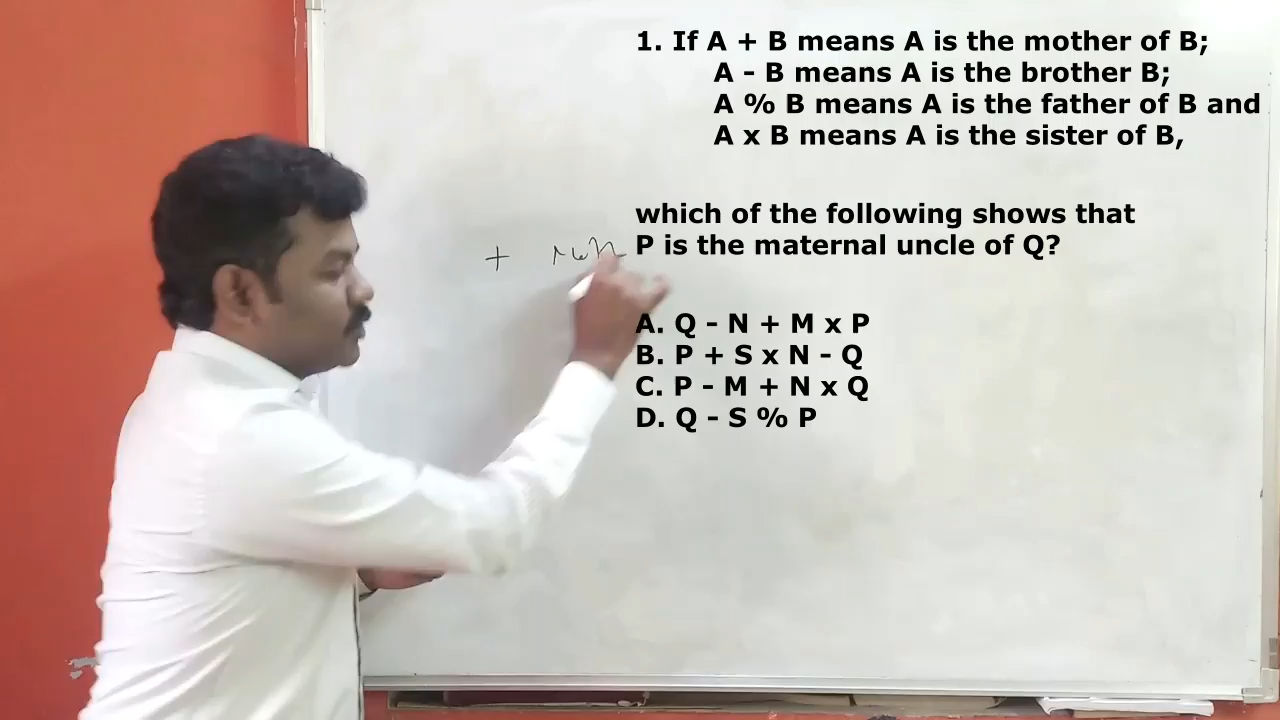 1. If A + B means A is the mother of B;
A - B means A is the brother B;
A % B means A is the father of B and
A x B means A is the sister of B,
which of the following shows that
P is the maternal uncle of Q?
+
A. Q - N + M x P
B. P + S x N - Q
C. P - M + N x Q
D. Q - S % P